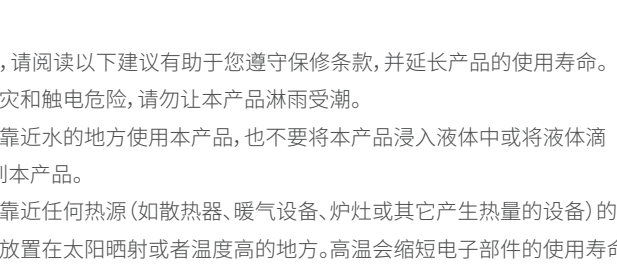 ,请阅读以下建议有助于您遵守保修条款,并延长产品的使用寿命。
灾和触电危险,请勿让本产品淋雨受潮。
靠近水的地方使用本产品,也不要将本产品浸入液体中或将液体滴
到本产品。
靠近任何热源(如散热器、暖气设备、炉灶或其它产生热量的设备)的
放置在太阳晒射或者温度高的地方。高温会缩短电子部件的使用寿命